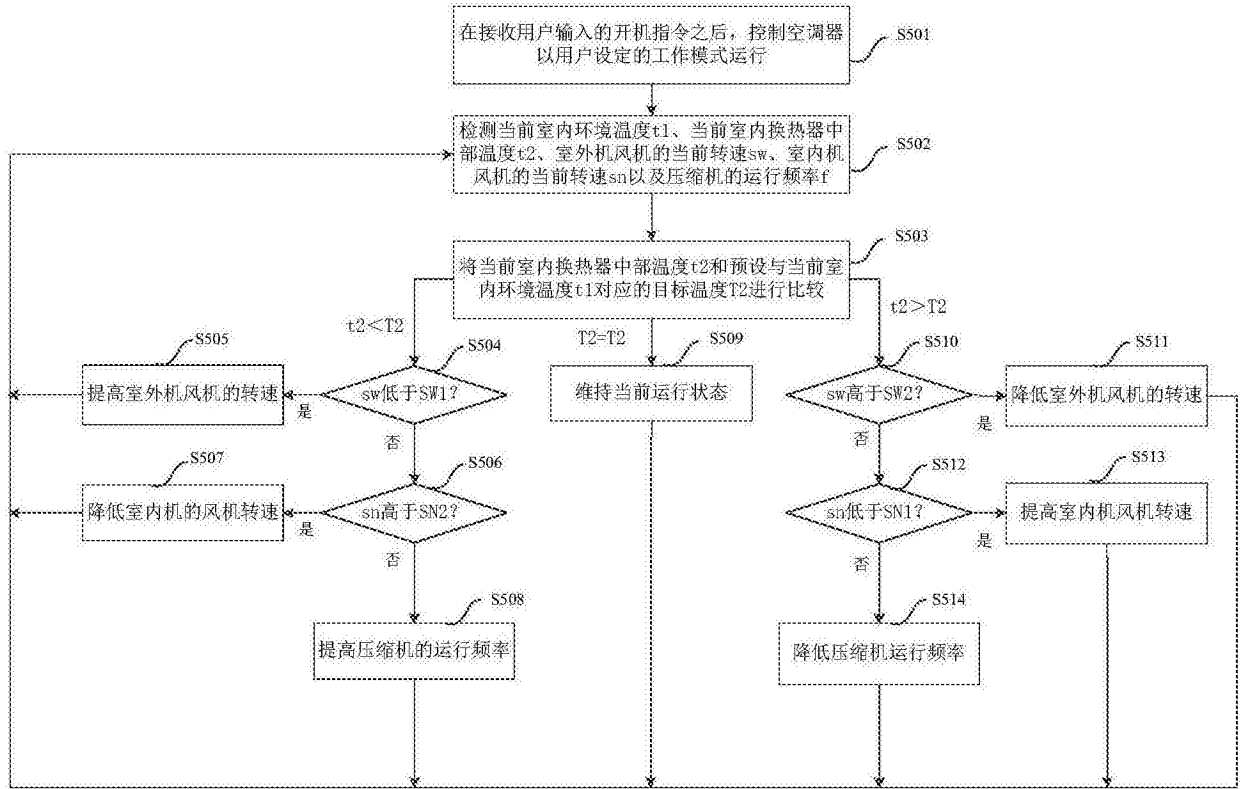 在接收用户输入的开机指令之后，控制空调器
以用户设定的工作模式运行
S501
检测当前室内环境温度t1、当前室内换热器中
部温度t2、室外机风机的当前转速sw、室内机
风机的当前转速sn以及压缩机的运行频率f
S502
S503
将当前室内换热器中部温度t2和预设与当前室
内环境温度t1对应的目标温度T2进行比较
t2＜T2
T2=T2
t2＞T2
S505
S504
S509
S510
S511
提高室外机风机的转速
是
sw低于SW1?
维持当前运行状态
sw高于SW2?
是
降低室外机风机的转速
否
否
S507
S506
S512
S513
降低室内机的风机转速
是
sn高于SN2?
sn低于SN1?
是
提高室内机风机转速
否
否
S508
S514
提高压缩机的运行频率
降低压缩机运行频率